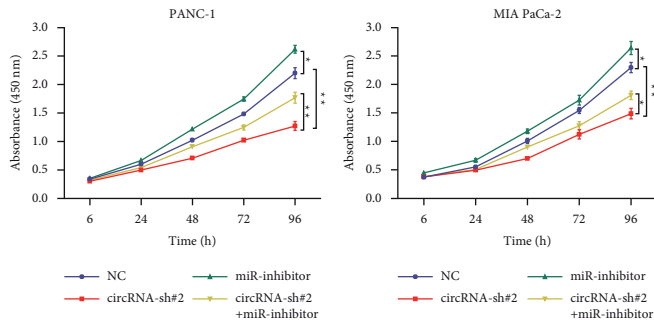 PANC-1
Absorbance (450 nm)
3.0
2.5
2.0
1.5
1.0
0.5
0.0
6 24 48 72 96
Time (h)
*
**
**
NC
miR-inhibitor
circRNA-sh#2
circRNA-sh#2
+miR-inhibitor
MIA PaCa-2
Absorbance (450 nm)
3.0
2.5
2.0
1.5
1.0
0.5
0.0
6 24 48 72 96
Time (h)
*
*
**
NC
miR-inhibitor
circRNA-sh#2
circRNA-sh#2
+miR-inhibitor